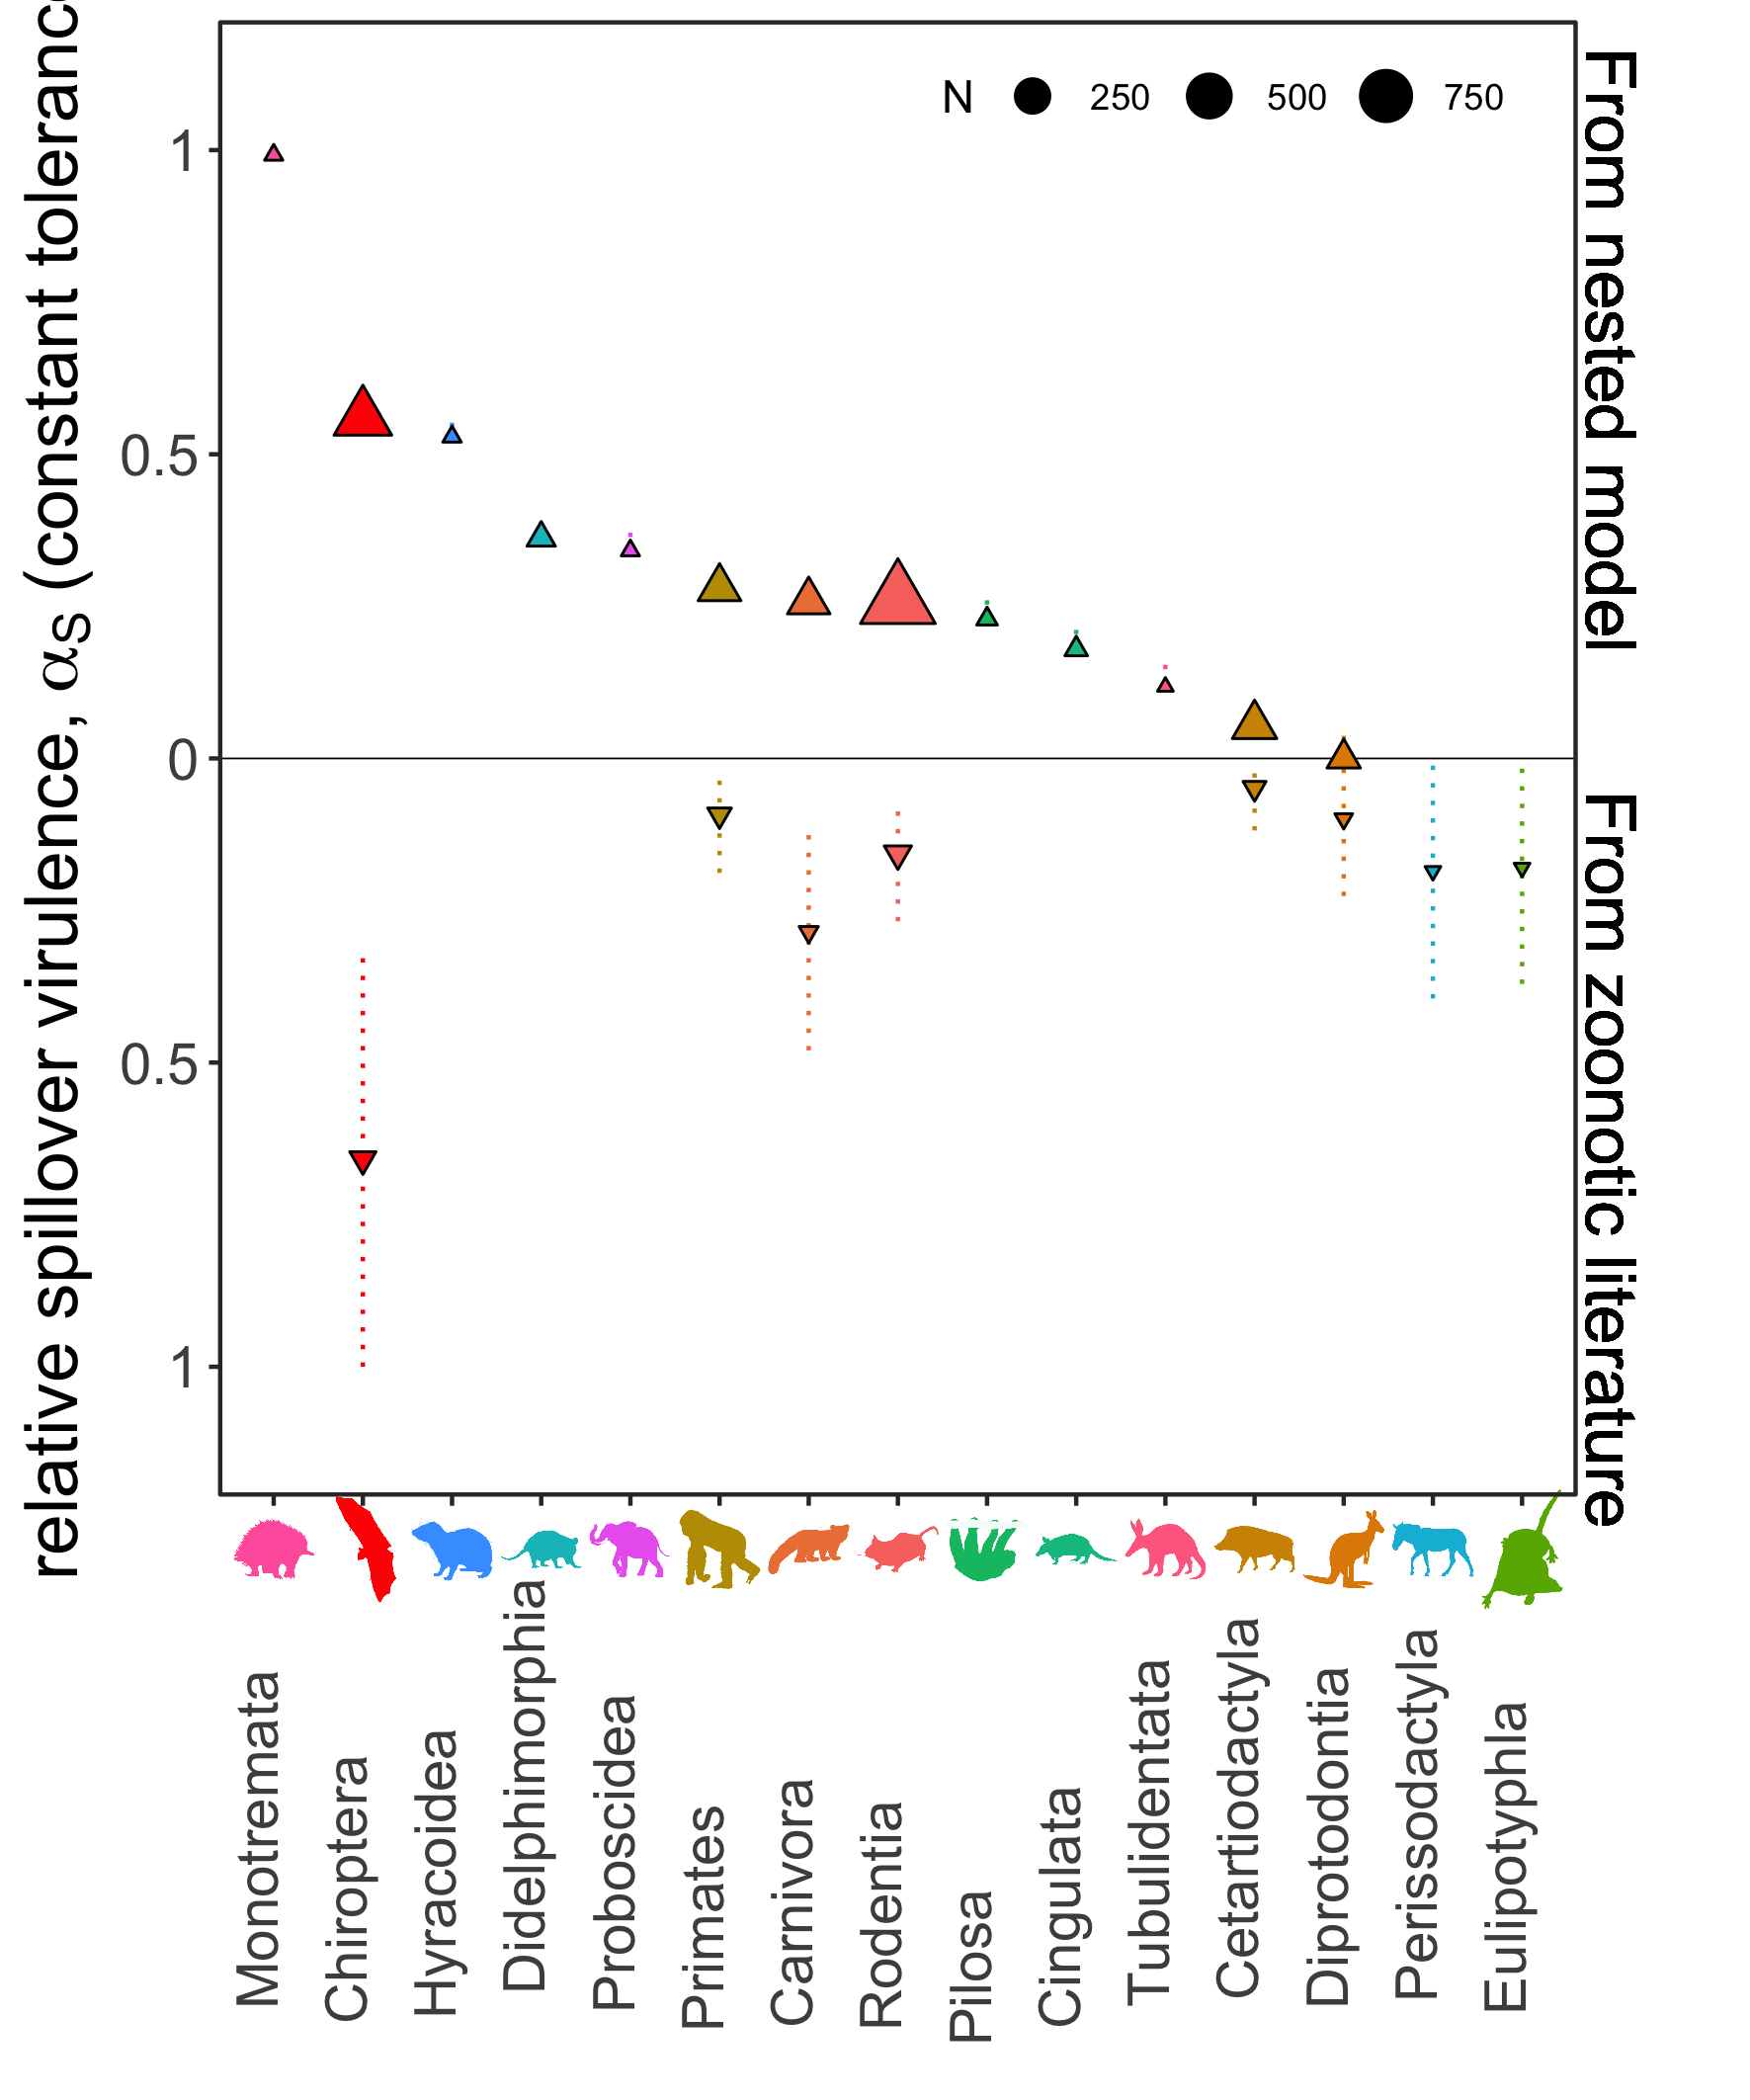 relative spillover virulence, αs (constant toleranc
From nested model
From zoonotic literature
N 250 500 750
1
0.5
0
0.5
1
Monotremata
Chiroptera
Hyracoidea
Didelphimorphia
Proboscidea
Primates
Carnivora
Rodentia
Pilosa
Cingulata
Tubulidentata
Cetartiodactyla
Diprotodontia
Perissodactyla
Eulipotyphla